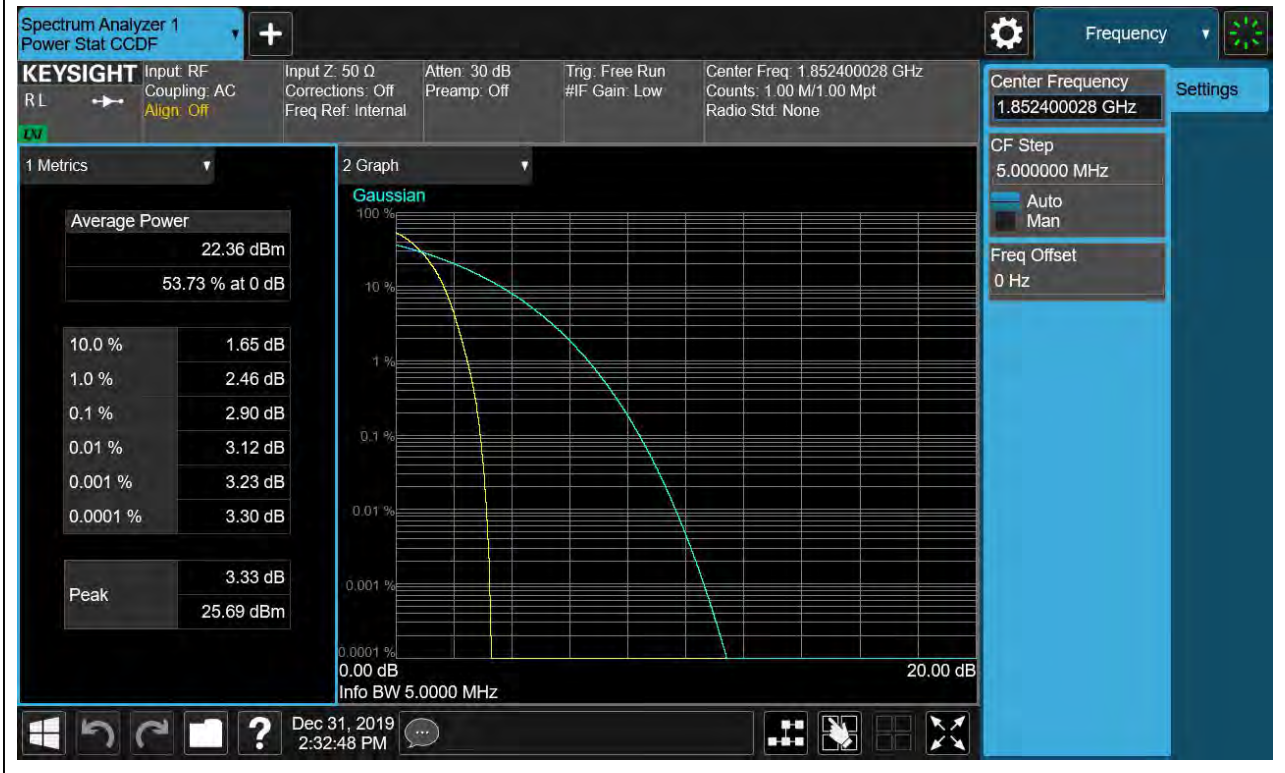 Spectrum Analyzer 1
Power Stat CCDF
Frequency
KEYSIGHT
R L
Input: RF
Coupling: AC
Align: Off
Input Z: 50 Ω
Corrections: Off
Freq Ref: Internal
Atten: 30 dB
Preamp: Off
Trig: Free Run
#IF Gain: Low
Center Freq: 1.852400028 GHz
Counts: 1.00 M/1.00 Mpt
Radio Std: None
Center Frequency
1.852400028 GHz
Settings
CF Step
5.000000 MHz
Auto
Man
Freq Offset
0 Hz
1 Metrics
Average Power
22.36 dBm
53.73 % at 0 dB
10.0 % 1.65 dB
1.0 % 2.46 dB
0.1 % 2.90 dB
0.01 % 3.12 dB
0.001 % 3.23 dB
0.0001 % 3.30 dB
Peak
3.33 dB
25.69 dBm
2 Graph
Gaussian
100 %
10 %
1 %
0.1 %
0.01 %
0.001 %
0.0001 %
0.00 dB 20.00 dB
Info BW 5.0000 MHz
Dec 31, 2019
2:32:48 PM